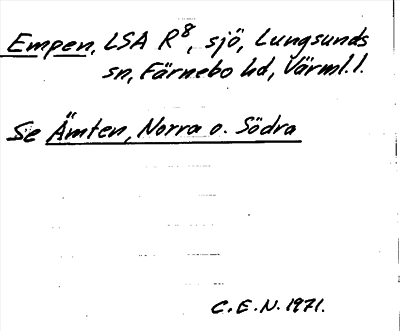 Empen, LSA R⁸, sjö, Lungsunds
sn, Färnebo hd, Värml.l.
Se Ämten, Norra o. Södra
C.E.N. 1971.